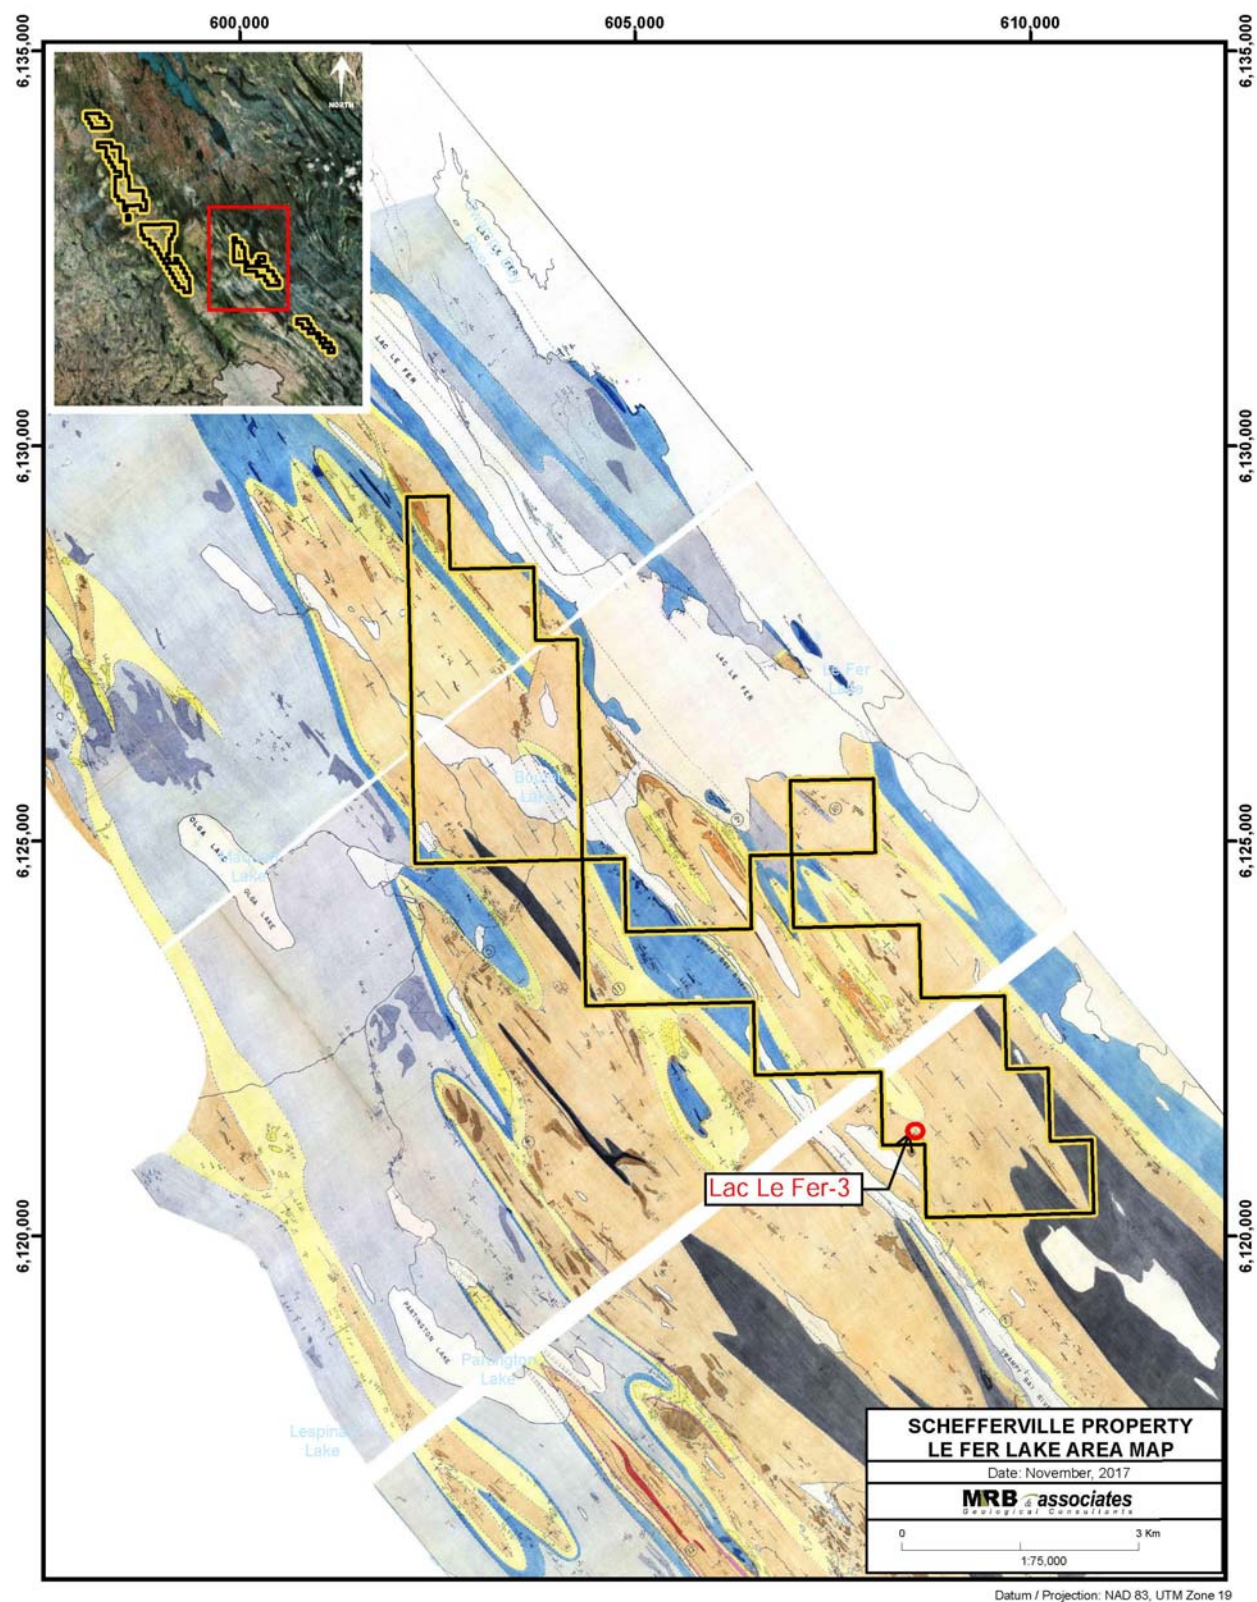 600,000
605,000
610,000
6,135,000
6,135,000
NORTH
LAC LE FER
LAC LE FER
6,130,000
6,130,000
LAC LE FER
Le Fer
Lake
OLGA LAKE
OLGA LAKE
6,125,000
6,125,000
Lac Le Fer-3
6,120,000
6,120,000
PARTINGTON LAKE
Partington
Lake
Lespina
Lake
SWAMPY BAY RIVER
SCHEFFERVILLE PROPERTY
LE FER LAKE AREA MAP
Date: November, 2017
MRB & associates
Geological Consultants
0 3 Km
1:75,000
Datum / Projection: NAD 83, UTM Zone 19